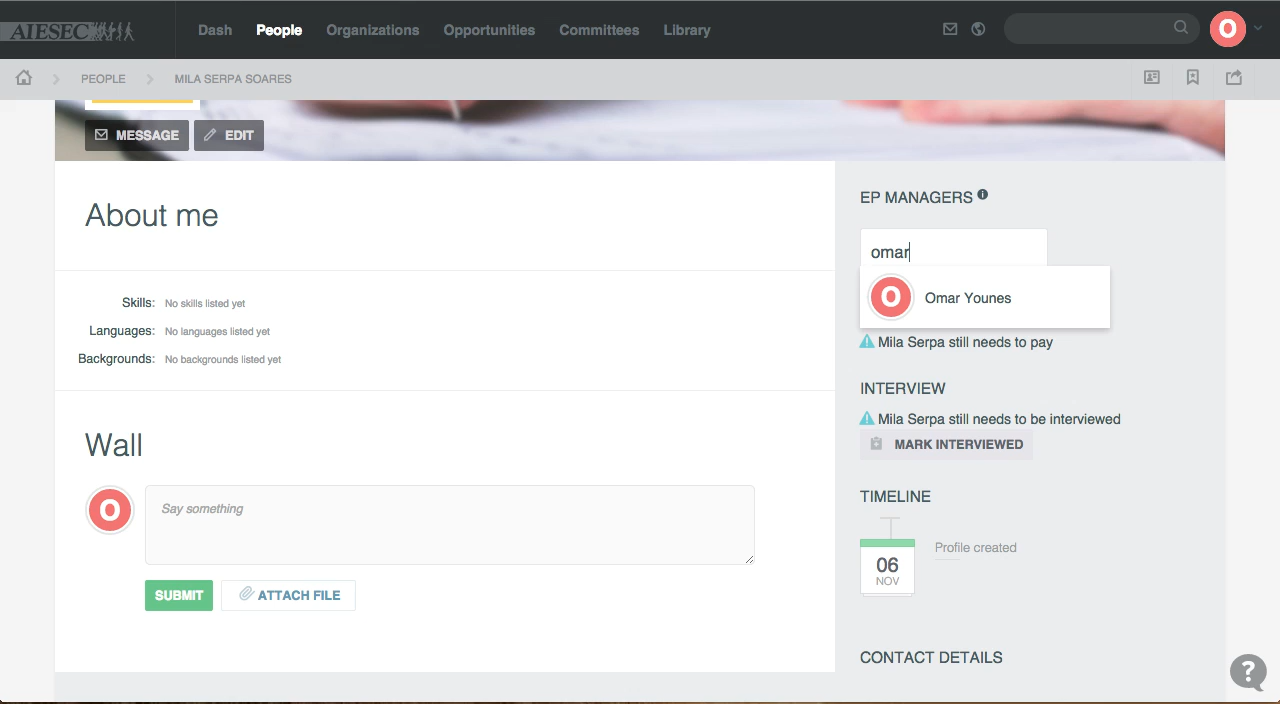 AIESEC
Dash People Organizations Opportunities Committees Library
O
PEOPLE MILA SERPA SOARES
MESSAGE EDIT
About me
Skills: No skills listed yet
Languages: No languages listed yet
Backgrounds: No backgrounds listed yet
Wall
O
Say something
SUBMIT ATTACH FILE
EP MANAGERS
omar
O Omar Younes
Mila Serpa still needs to pay
INTERVIEW
Mila Serpa still needs to be interviewed
MARK INTERVIEWED
TIMELINE
06
NOV
Profile created
CONTACT DETAILS
?